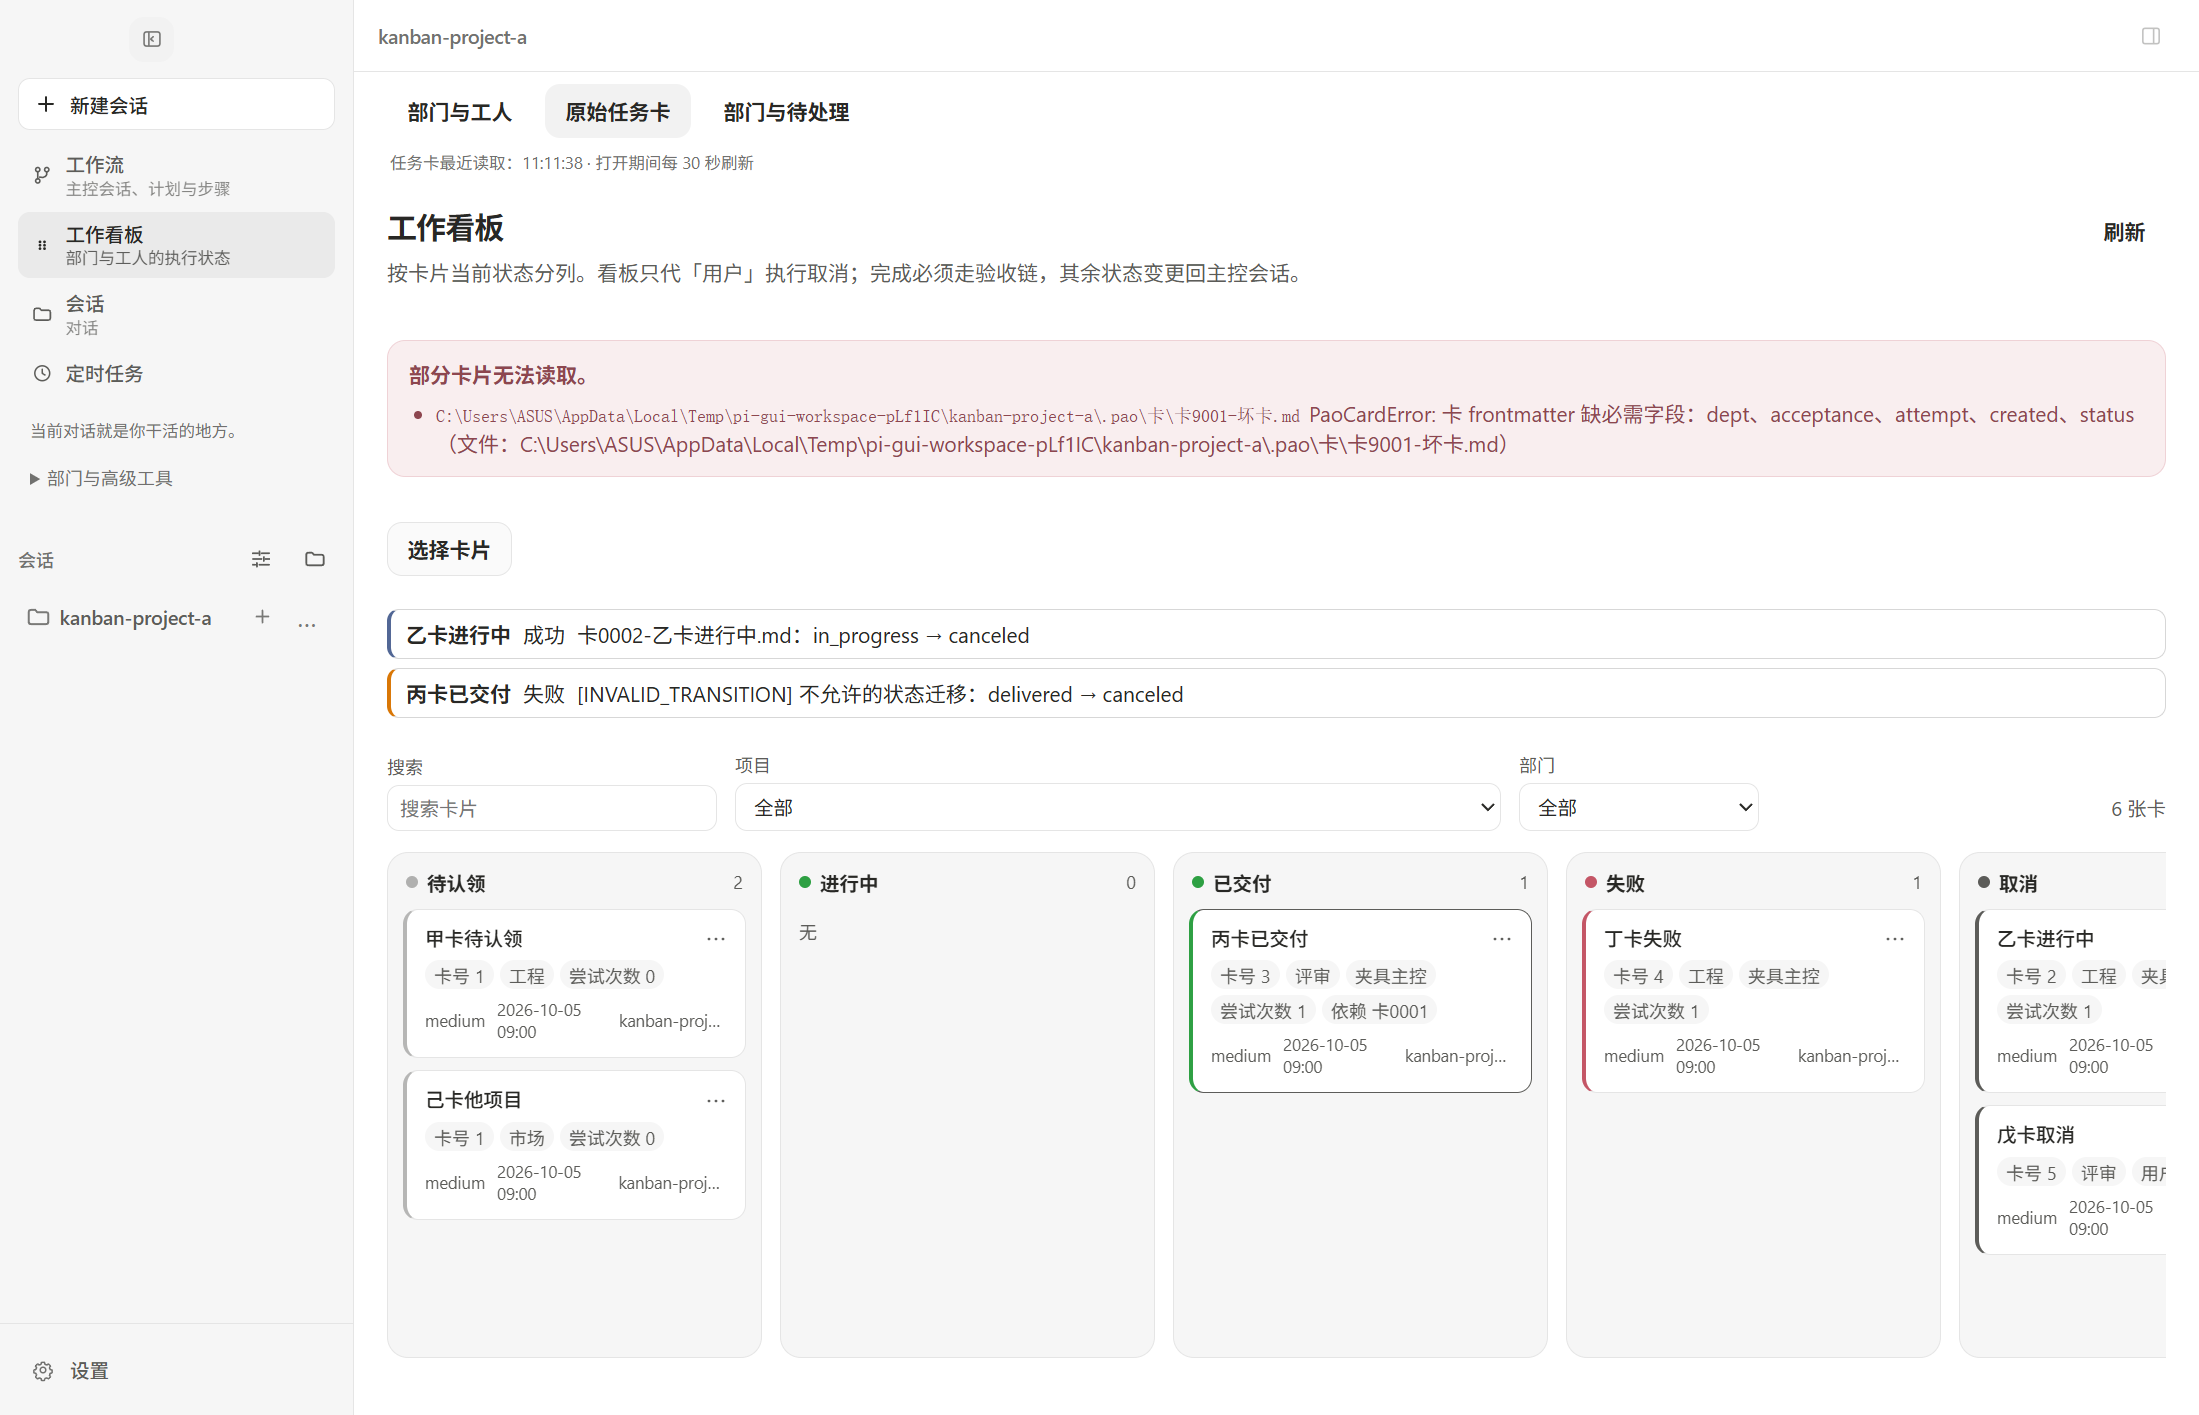 新建会话
工作流
主控会话、计划与步骤
工作看板
部门与工人的执行状态
会话
对话
定时任务
当前对话就是你干活的地方。
部门与高级工具
会话
kanban-project-a
设置
kanban-project-a
部门与工人 原始任务卡 部门与待处理
任务卡最近读取：11:11:38 · 打开期间每 30 秒刷新
工作看板
刷新
按卡片当前状态分列。看板只代「用户」执行取消；完成必须走验收链，其余状态变更回主控会话。
部分卡片无法读取。
C:\Users\ASUS\AppData\Local\Temp\pi-gui-workspace-pLf1IC\kanban-project-a\.pao\卡\卡9001-坏卡.md PaoCardError: 卡 frontmatter 缺必需字段：dept、acceptance、attempt、created、status
（文件：C:\Users\ASUS\AppData\Local\Temp\pi-gui-workspace-pLf1IC\kanban-project-a\.pao\卡\卡9001-坏卡.md）
选择卡片
乙卡进行中 成功 卡0002-乙卡进行中.md：in_progress → canceled
丙卡已交付 失败 [INVALID_TRANSITION] 不允许的状态迁移：delivered → canceled
搜索 项目 部门
搜索卡片 全部 全部 6 张卡
待认领 2
甲卡待认领 ...
卡号 1 工程 尝试次数 0
medium 2026-10-05 09:00 kanban-proj...
己卡他项目 ...
卡号 1 市场 尝试次数 0
medium 2026-10-05 09:00 kanban-proj...
进行中 0
无
已交付 1
丙卡已交付 ...
卡号 3 评审 夹具主控
尝试次数 1 依赖 卡0001
medium 2026-10-05 09:00 kanban-proj...
失败 1
丁卡失败 ...
卡号 4 工程 夹具主控
尝试次数 1
medium 2026-10-05 09:00 kanban-proj...
取消
乙卡进行中
卡号 2 工程 夹
尝试次数 1
medium 2026-10-05 09:00
戊卡取消
卡号 5 评审 用
medium 2026-10-05 09:00